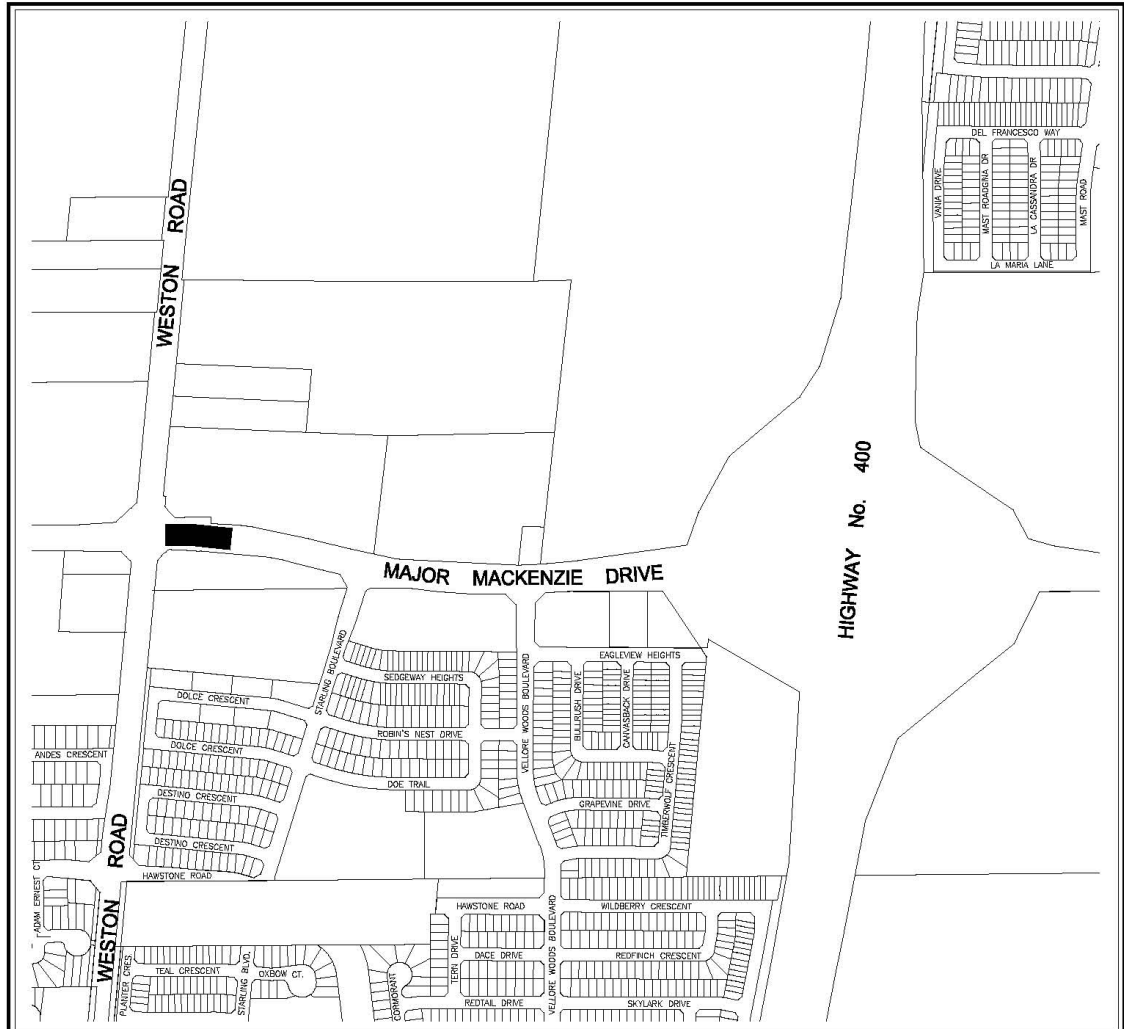 DEL FRANCESCO WAY
VANIA DRIVE
MAST ROADGINA DR
LA CASSANDRA DR
MAST ROAD
LA MARIA LANE
WESTON ROAD
HIGHWAY No. 400
MAJOR MACKENZIE DRIVE
EAGLEVIEW HEIGHTS
STARLING BOULEVARD
SEDGEWAY HEIGHTS
VELLORE WOODS BOULEVARD
BULLRUSH DRIVE
CANVASBACK DRIVE
DOLCE CRESCENT
ROBIN'S NEST DRIVE
DOLCE CRESCENT
ANDES CRESCENT
DOE TRAIL
TIMBERWOLF CRESCENT
DESTINO CRESCENT
GRAPEVINE DRIVE
DESTINO CRESCENT
WESTON ROAD
HAWSTONE ROAD
ADAM ERNEST CT
HAWSTONE ROAD
WILDBERRY CRESCENT
TERN DRIVE
DACE DRIVE
VELLORE WOODS BOULEVARD
REDFINCH CRESCENT
PLANTER CRES.
TEAL CRESCENT
STARLING BLVD.
OXBOW CT.
CORMORANT
REDTAIL DRIVE
SKYLARK DRIVE